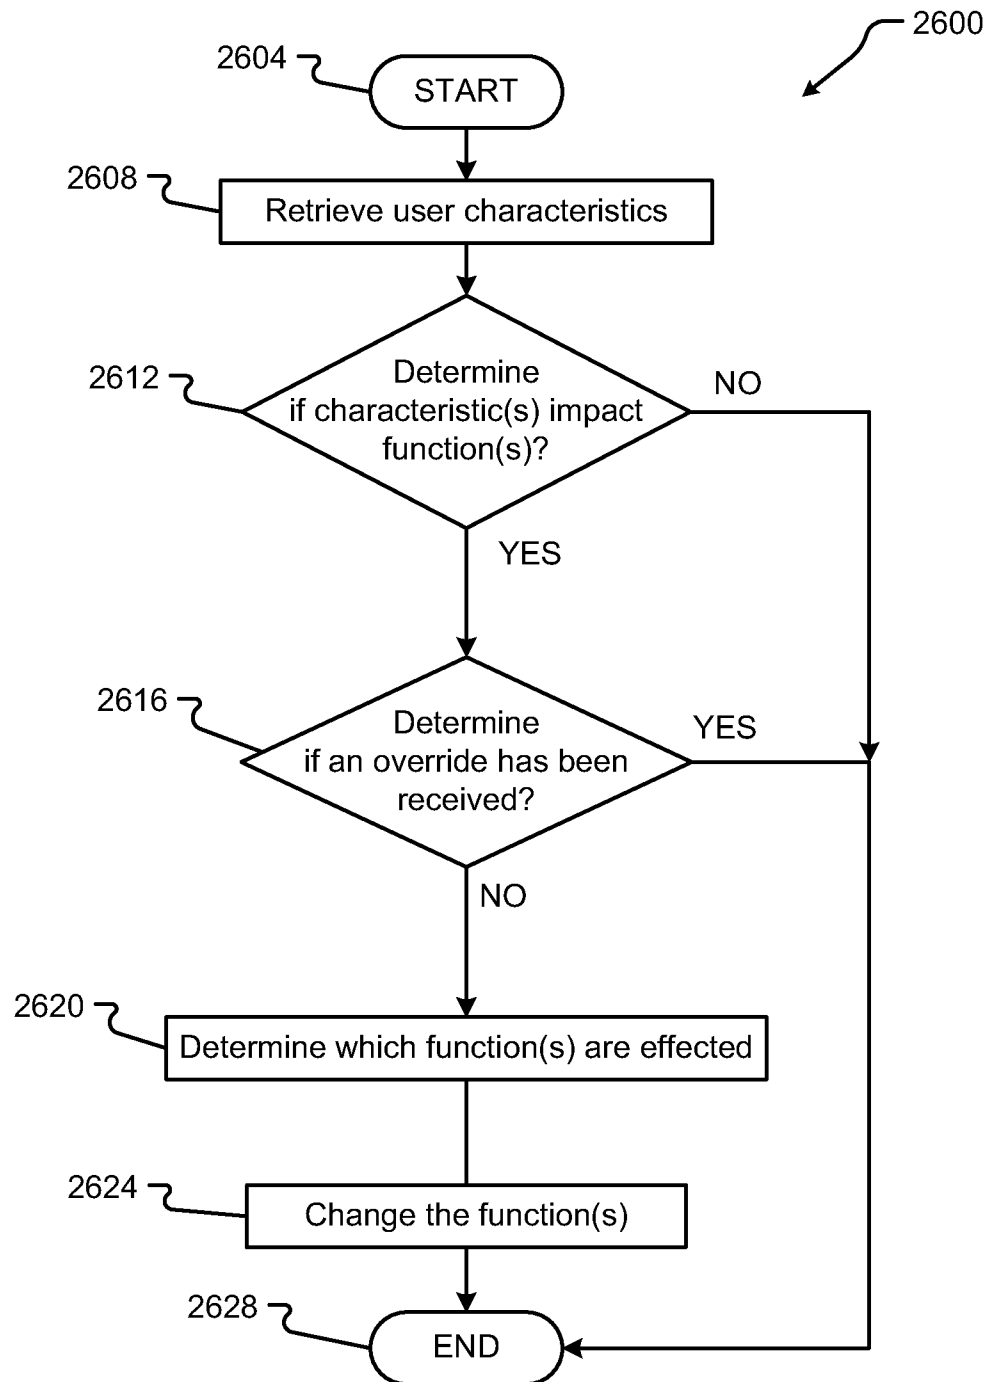 2600
2604
START
2608
Retrieve user characteristics
2612
Determine
if characteristic(s) impact
function(s)?
NO
YES
2616
Determine
if an override has been
received?
YES
NO
2620
Determine which function(s) are effected
2624
Change the function(s)
2628
END